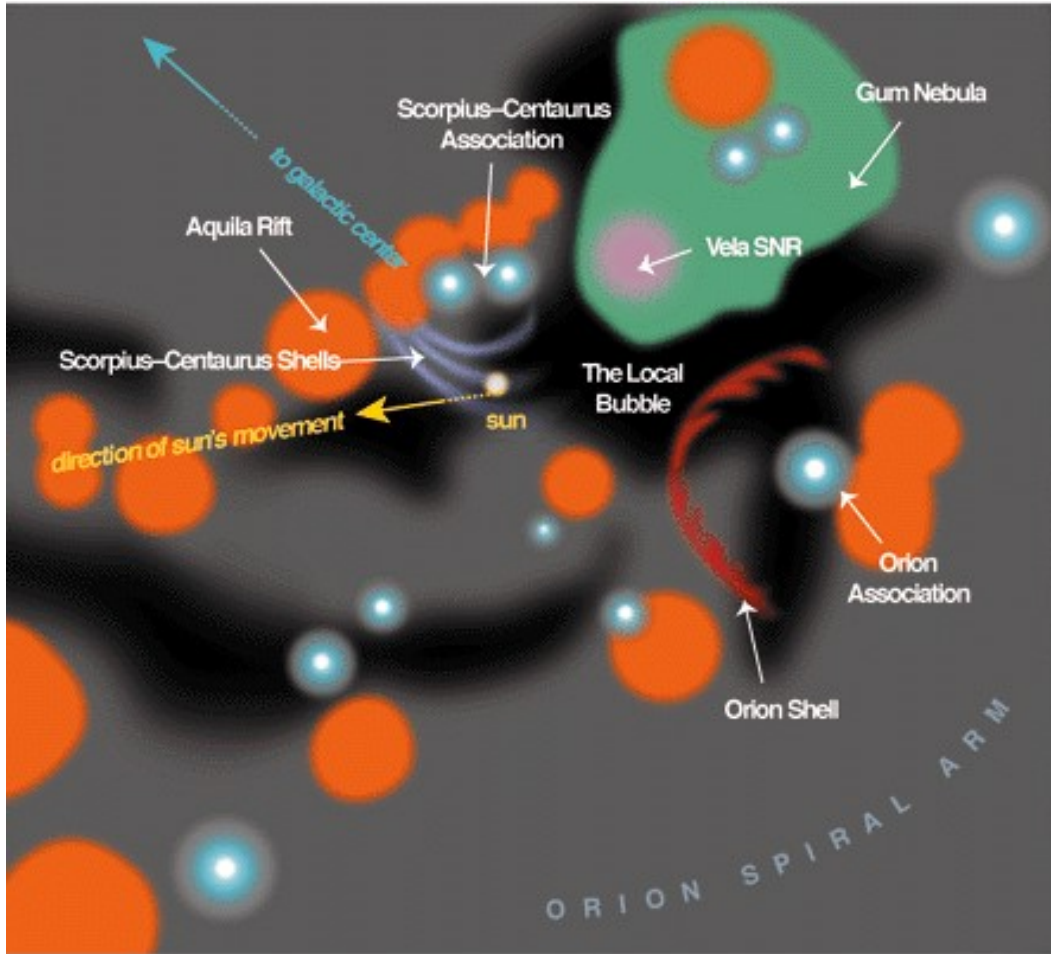 Scorpius–Centaurus
Association
Gum Nebula
to galactic center
Aquila Rift
Vela SNR
Scorpius–Centaurus Shells
The Local
Bubble
sun
direction of sun's movement
Orion
Association
Orion Shell
ORION SPIRAL ARM